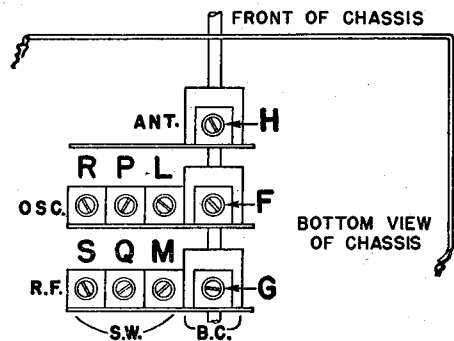 FRONT OF CHASSIS
ANT. H
R P L
OSC. F
BOTTOM VIEW
OF CHASSIS
S Q M
R.F. G
S.W. B.C.